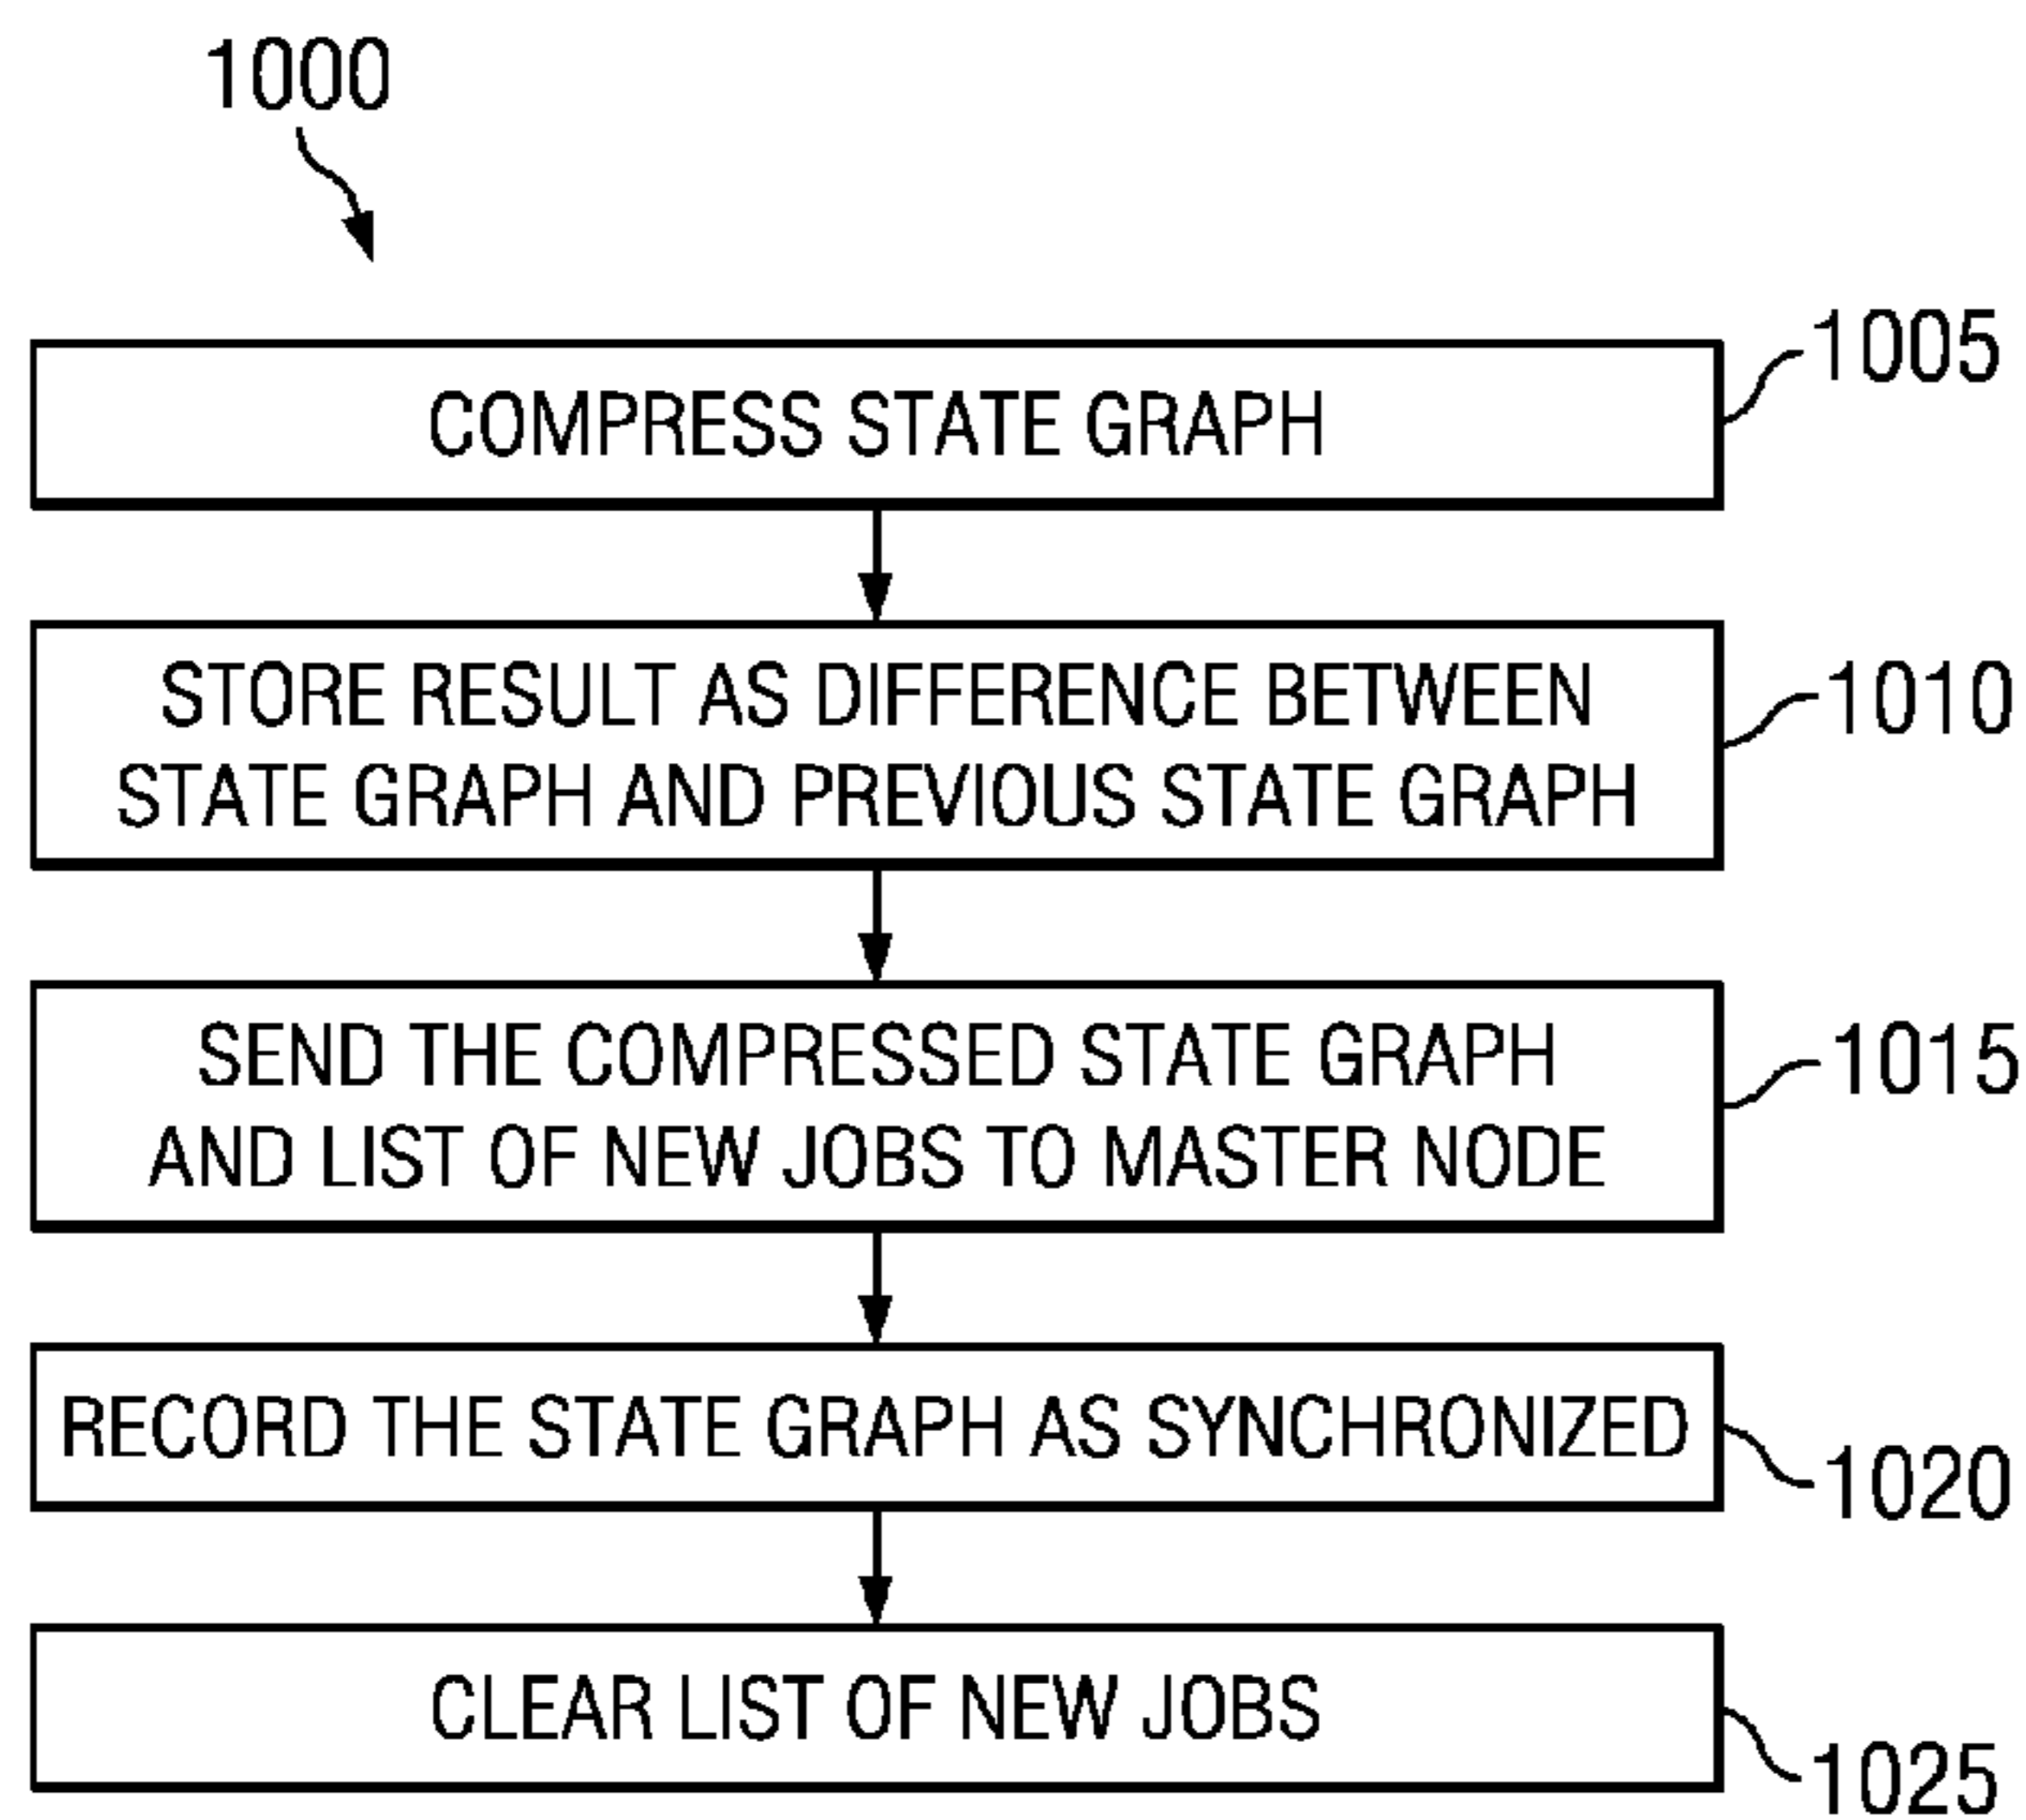 1000
COMPRESS STATE GRAPH
1005
STORE RESULT AS DIFFERENCE BETWEEN
STATE GRAPH AND PREVIOUS STATE GRAPH
1010
SEND THE COMPRESSED STATE GRAPH
AND LIST OF NEW JOBS TO MASTER NODE
1015
RECORD THE STATE GRAPH AS SYNCHRONIZED
1020
CLEAR LIST OF NEW JOBS
1025